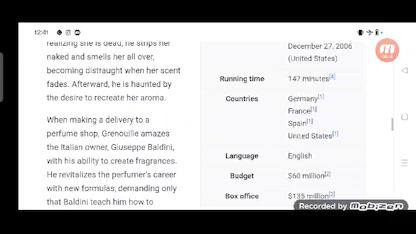 12:41
realizing she is dead, he strips her
naked and smells her all over,
becoming distraught when her scent
fades. Afterward, he is haunted by
the desire to recreate her aroma.
When making a delivery to a
perfume shop, Grenouille amazes
the Italian owner, Giuseppe Baldini,
with his ability to create fragrances.
He revitalizes the perfumer's career
with new formulas, demanding only
that Baldini teach him how to
December 27, 2006
(United States)
Running time 147 minutes[4]
Countries Germany[1]
France[1]
Spain[1]
United States[1]
Language English
Budget $60 million[2]
Box office $135 million[3]
Recorded by Mobizen